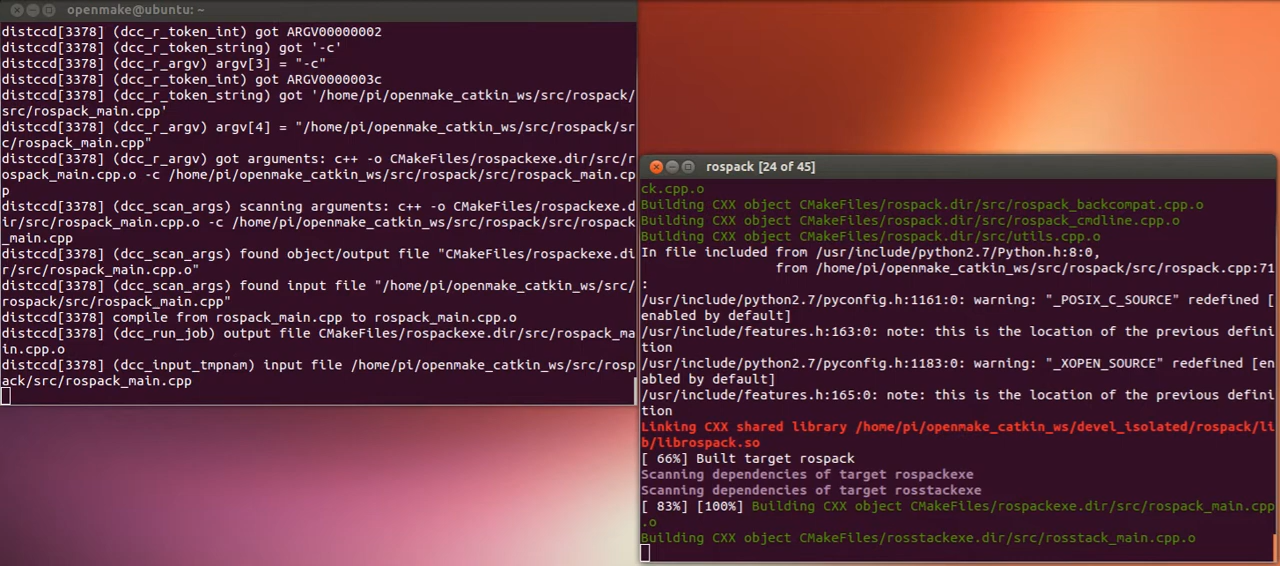 openmake@ubuntu: ~
distccd[3378] (dcc_r_token_int) got ARGV00000002
distccd[3378] (dcc_r_token_string) got '-c'
distccd[3378] (dcc_r_argv) argv[3] = "-c"
distccd[3378] (dcc_r_token_int) got ARGV0000003c
distccd[3378] (dcc_r_token_string) got '/home/pi/openmake_catkin_ws/src/rospack/
src/rospack_main.cpp'
distccd[3378] (dcc_r_argv) argv[4] = "/home/pi/openmake_catkin_ws/src/rospack/sr
c/rospack_main.cpp"
distccd[3378] (dcc_r_argv) got arguments: c++ -o CMakeFiles/rospackexe.dir/src/r
ospack_main.cpp.o -c /home/pi/openmake_catkin_ws/src/rospack/src/rospack_main.cp
p
distccd[3378] (dcc_scan_args) scanning arguments: c++ -o CMakeFiles/rospackexe.d
ir/src/rospack_main.cpp.o -c /home/pi/openmake_catkin_ws/src/rospack/src/rospack
_main.cpp
distccd[3378] (dcc_scan_args) found object/output file "CMakeFiles/rospackexe.di
r/src/rospack_main.cpp.o"
distccd[3378] (dcc_scan_args) found input file "/home/pi/openmake_catkin_ws/src/
rospack/src/rospack_main.cpp"
distccd[3378] compile from rospack_main.cpp to rospack_main.cpp.o
distccd[3378] (dcc_run_job) output file CMakeFiles/rospackexe.dir/src/rospack_ma
in.cpp.o
distccd[3378] (dcc_input_tmpnam) input file /home/pi/openmake_catkin_ws/src/rosp
ack/src/rospack_main.cpp
rospack [24 of 45]
ck.cpp.o
Building CXX object CMakeFiles/rospack.dir/src/rospack_backcompat.cpp.o
Building CXX object CMakeFiles/rospack.dir/src/rospack_cmdline.cpp.o
Building CXX object CMakeFiles/rospack.dir/src/utils.cpp.o
In file included from /usr/include/python2.7/Python.h:8:0,
from /home/pi/openmake_catkin_ws/src/rospack/src/rospack.cpp:71
:
/usr/include/python2.7/pyconfig.h:1161:0: warning: "_POSIX_C_SOURCE" redefined [
enabled by default]
/usr/include/features.h:163:0: note: this is the location of the previous defini
tion
/usr/include/python2.7/pyconfig.h:1183:0: warning: "_XOPEN_SOURCE" redefined [en
abled by default]
/usr/include/features.h:165:0: note: this is the location of the previous defini
tion
Linking CXX shared library /home/pi/openmake_catkin_ws/devel_isolated/rospack/li
b/librospack.so
[ 66%] Built target rospack
Scanning dependencies of target rospackexe
Scanning dependencies of target rosstackexe
[ 83%] [100%] Building CXX object CMakeFiles/rospackexe.dir/src/rospack_main.cpp
.o
Building CXX object CMakeFiles/rosstackexe.dir/src/rosstack_main.cpp.o